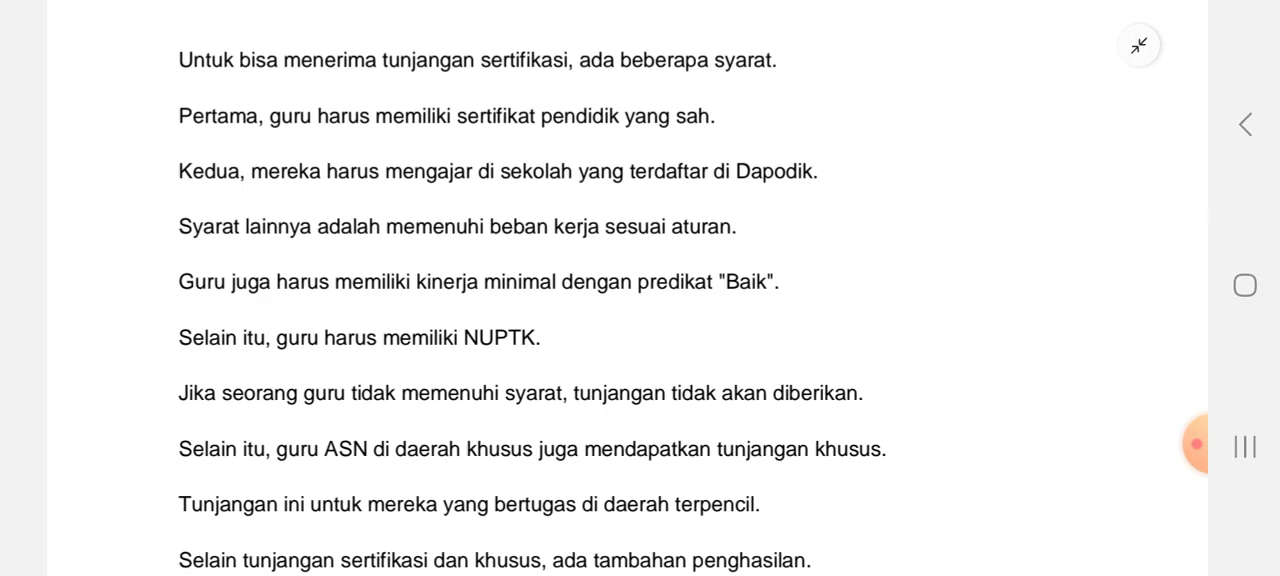 Untuk bisa menerima tunjangan sertifikasi, ada beberapa syarat.
Pertama, guru harus memiliki sertifikat pendidik yang sah.
Kedua, mereka harus mengajar di sekolah yang terdaftar di Dapodik.
Syarat lainnya adalah memenuhi beban kerja sesuai aturan.
Guru juga harus memiliki kinerja minimal dengan predikat "Baik".
Selain itu, guru harus memiliki NUPTK.
Jika seorang guru tidak memenuhi syarat, tunjangan tidak akan diberikan.
Selain itu, guru ASN di daerah khusus juga mendapatkan tunjangan khusus.
Tunjangan ini untuk mereka yang bertugas di daerah terpencil.
Selain tunjangan sertifikasi dan khusus, ada tambahan penghasilan.